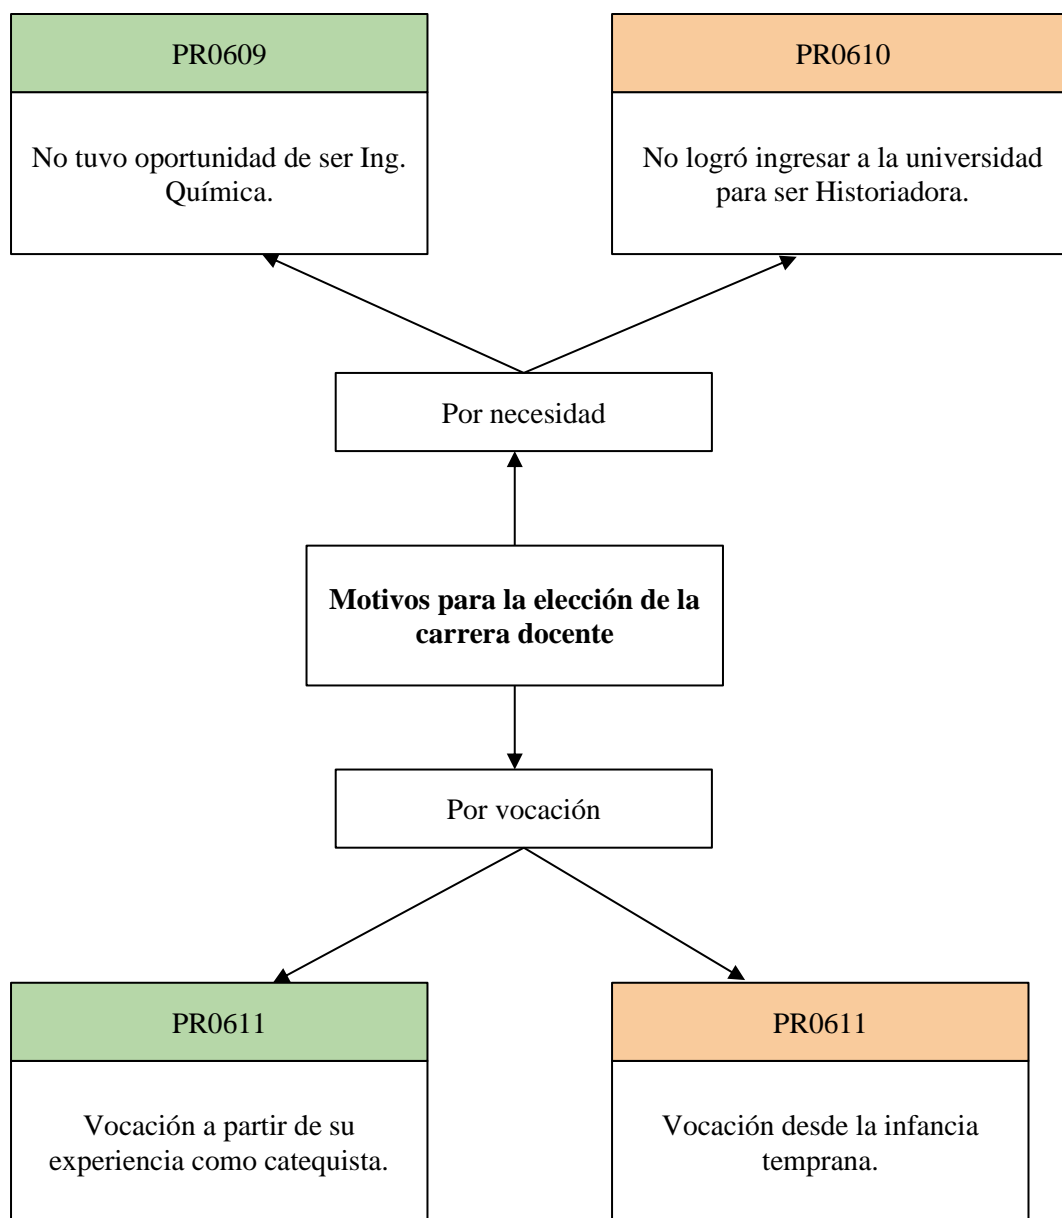 PR0609
No tuvo oportunidad de ser Ing.
Química.
PR0610
No logró ingresar a la universidad
para ser Historiadora.
Por necesidad
Motivos para la elección de la
carrera docente
Por vocación
PR0611
Vocación a partir de su
experiencia como catequista.
PR0611
Vocación desde la infancia
temprana.